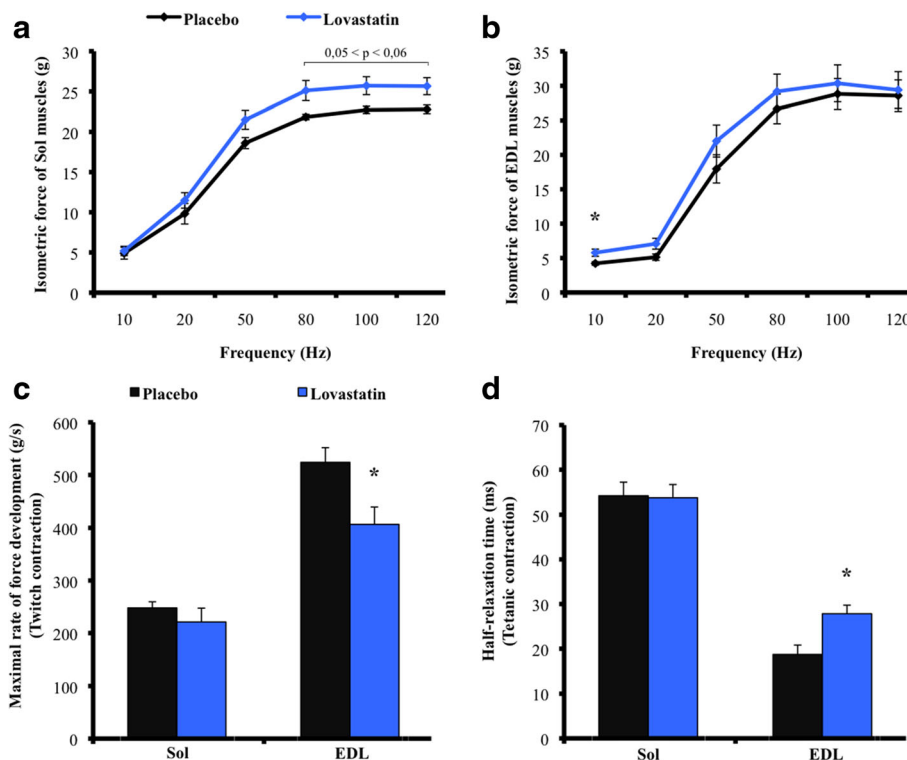 Placebo Lovastatin
a
0,05 < p < 0,06
Isometric force of Sol muscles (g)
30
25
20
15
10
5
0
10 20 50 80 100 120
Frequency (Hz)
b
Isometric force of EDL muscles (g)
35
30
25
20
15
10
5
0
*
10 20 50 80 100 120
Frequency (Hz)
c
Placebo Lovastatin
Maximal rate of force development (g/s)
(Twitch contraction)
600
500
400
300
200
100
0
*
Sol EDL
d
Half-relaxation time (ms)
(Tetanic contraction)
70
60
50
40
30
20
10
0
*
Sol EDL